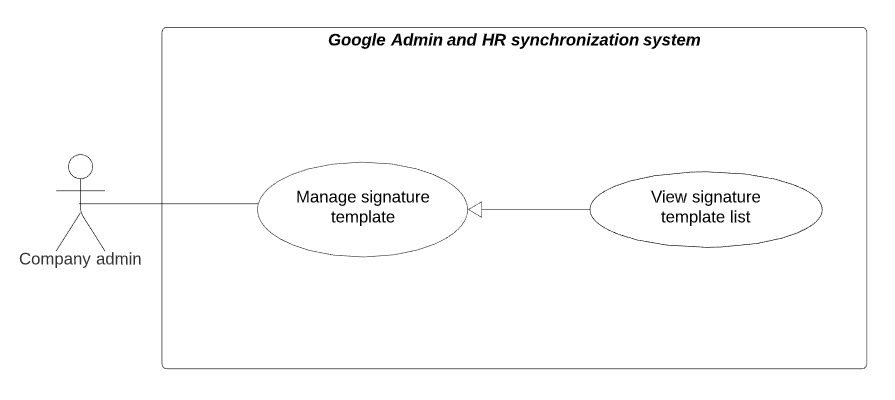 Google Admin and HR synchronization system
Manage signature
template
View signature
template list
Company admin